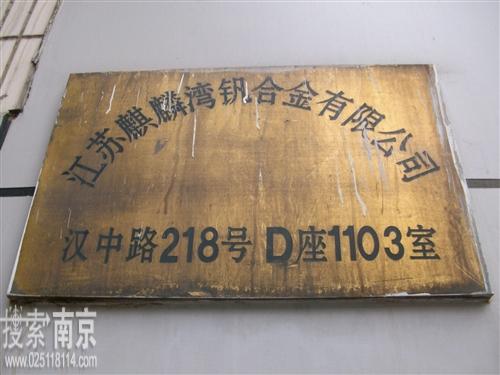 江苏麒麟湾钒合金有限公司
汉中路218号 D座1103室
搜索南京
www.025118114.com